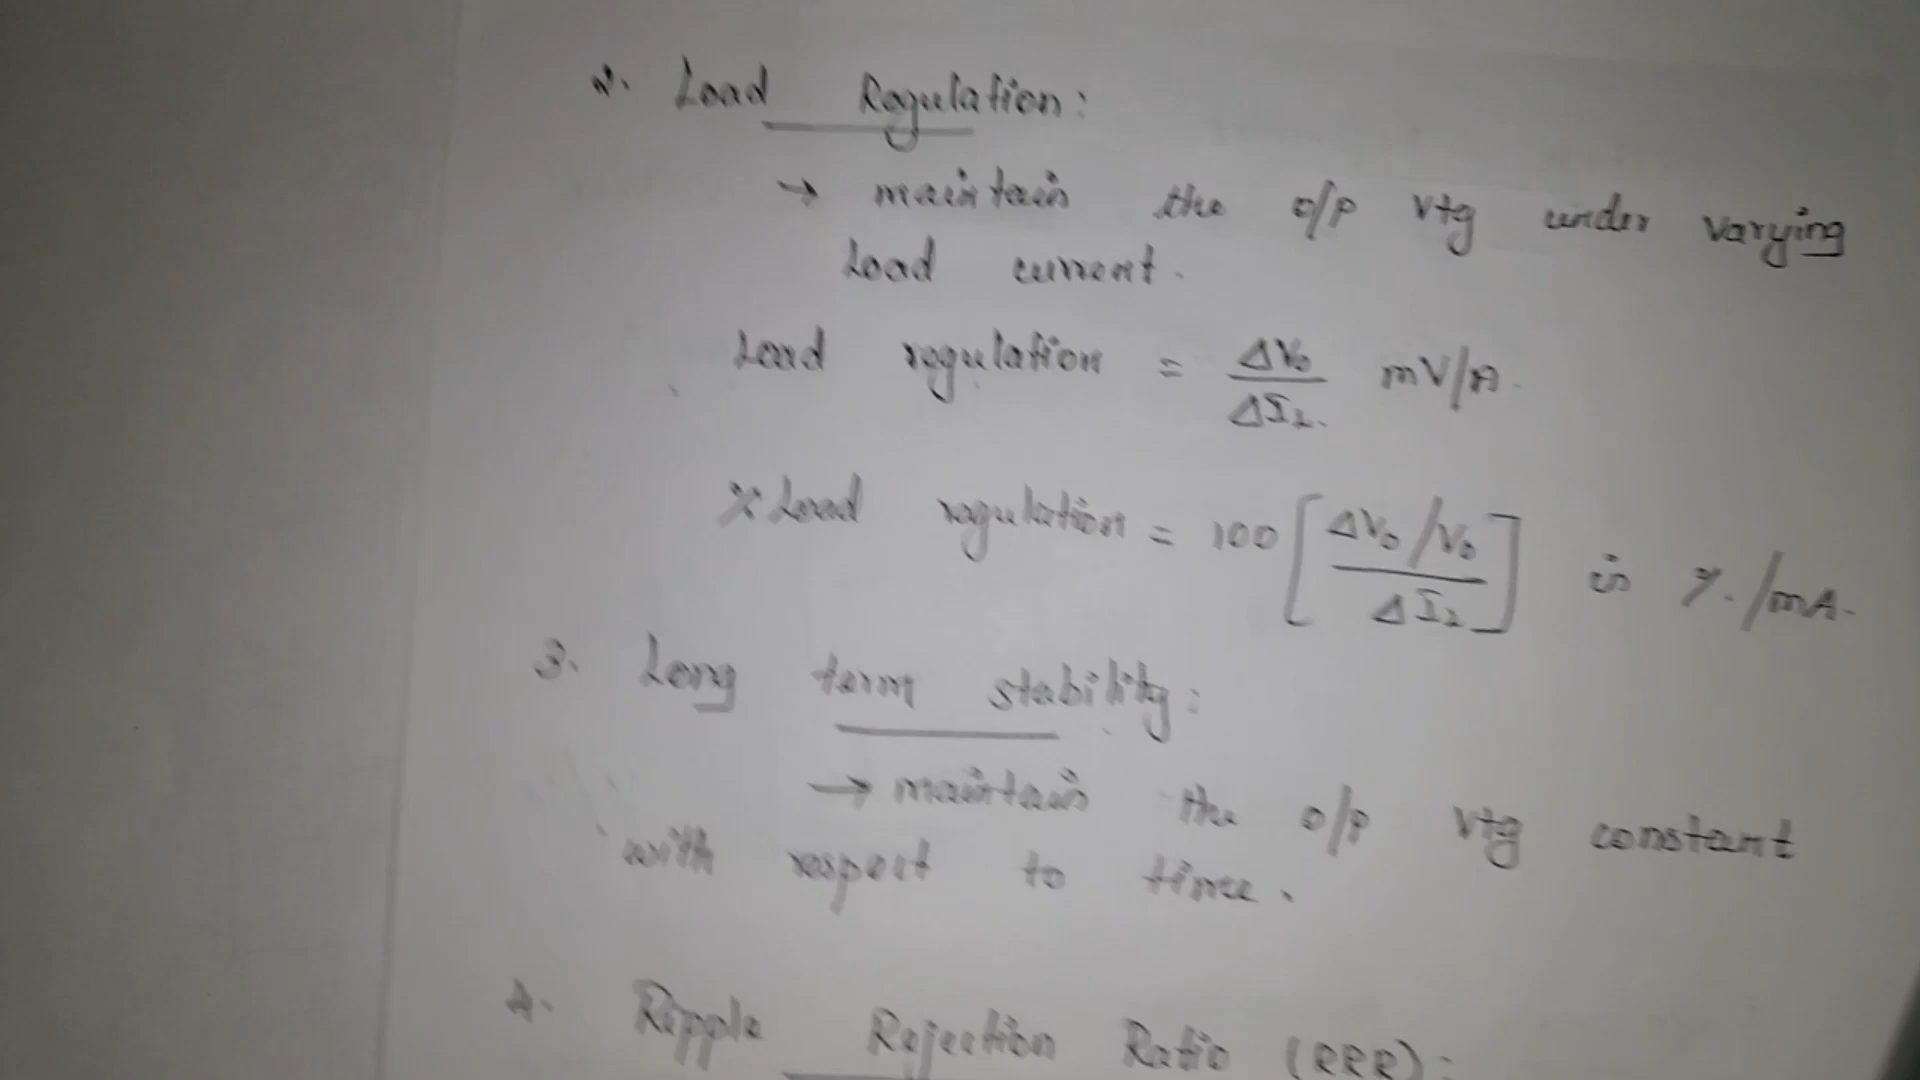 2. Load Regulation:
→ maintain the o/p vtg under varying
Load current.
Load regulation = ΔV₀/ΔI_L. mV/A.
% Load regulation = 100 [ (ΔV₀/V₀) / ΔI_L ] in %/mA.
3. Long term stability:
→ maintain the o/p vtg constant
with respect to time.
4. Ripple Rejection Ratio (RRR):